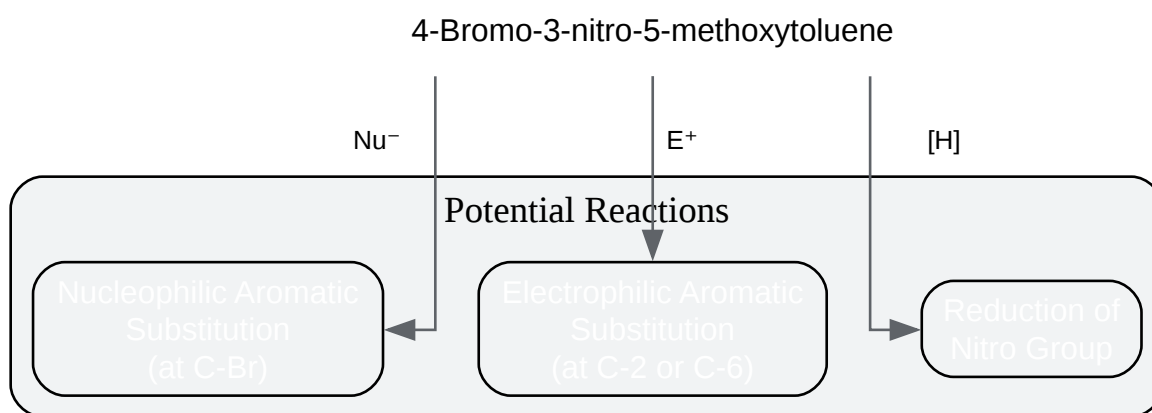 4-Bromo-3-nitro-5-methoxytoluene
Nu⁻
E⁺
[H]
Potential Reactions
Nucleophilic Aromatic
Substitution
(at C-Br)
Electrophilic Aromatic
Substitution
(at C-2 or C-6)
Reduction of
Nitro Group